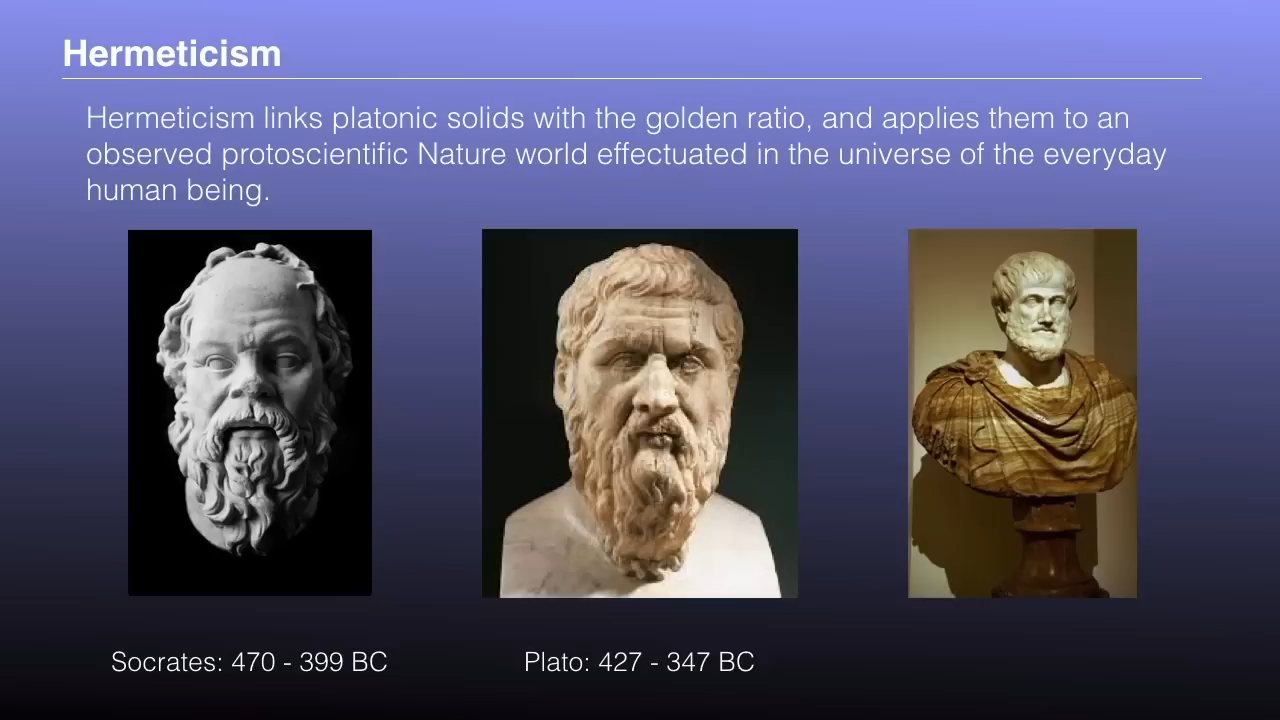 Hermeticism
Hermeticism links platonic solids with the golden ratio, and applies them to an
observed protoscientific Nature world effectuated in the universe of the everyday
human being.
Socrates: 470 - 399 BC
Plato: 427 - 347 BC